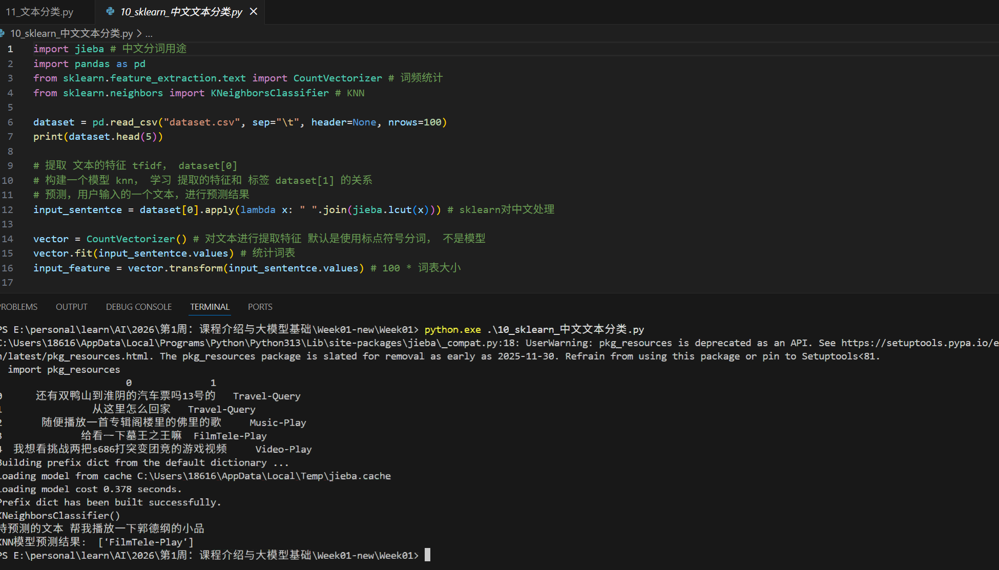 11_文本分类.py
10_sklearn_中文文本分类.py
10_sklearn_中文文本分类.py > ...
1 import jieba # 中文分词用途
2 import pandas as pd
3 from sklearn.feature_extraction.text import CountVectorizer # 词频统计
4 from sklearn.neighbors import KNeighborsClassifier # KNN
5
6 dataset = pd.read_csv("dataset.csv", sep="\t", header=None, nrows=100)
7 print(dataset.head(5))
8
9 # 提取 文本的特征 tfidf， dataset[0]
10 # 构建一个模型 knn， 学习 提取的特征和 标签 dataset[1] 的关系
11 # 预测，用户输入的一个文本，进行预测结果
12 input_sententce = dataset[0].apply(lambda x: " ".join(jieba.lcut(x))) # sklearn对中文处理
13
14 vector = CountVectorizer() # 对文本进行提取特征 默认是使用标点符号分词， 不是模型
15 vector.fit(input_sententce.values) # 统计词表
16 input_feature = vector.transform(input_sententce.values) # 100 * 词表大小
17
PROBLEMS OUTPUT DEBUG CONSOLE TERMINAL PORTS
PS E:\personal\learn\AI\2026\第1周：课程介绍与大模型基础\Week01-new\Week01> python.exe .\10_sklearn_中文文本分类.py
C:\Users\18616\AppData\Local\Programs\Python\Python313\Lib\site-packages\jieba\_compat.py:18: UserWarning: pkg_resources is deprecated as an API. See https://setuptools.pypa.io/e
n/latest/pkg_resources.html. The pkg_resources package is slated for removal as early as 2025-11-30. Refrain from using this package or pin to Setuptools<81.
import pkg_resources
0 1
0 还有双鸭山到淮阴的汽车票吗13号的 Travel-Query
1 从这里怎么回家 Travel-Query
2 随便播放一首专辑阁楼里的佛里的歌 Music-Play
3 给看一下墓王之王嘛 FilmTele-Play
4 我想看挑战两把s686打突变团竞的游戏视频 Video-Play
Building prefix dict from the default dictionary ...
Loading model from cache C:\Users\18616\AppData\Local\Temp\jieba.cache
Loading model cost 0.378 seconds.
Prefix dict has been built successfully.
KNeighborsClassifier()
待预测的文本 帮我播放一下郭德纲的小品
KNN模型预测结果: ['FilmTele-Play']
PS E:\personal\learn\AI\2026\第1周：课程介绍与大模型基础\Week01-new\Week01>